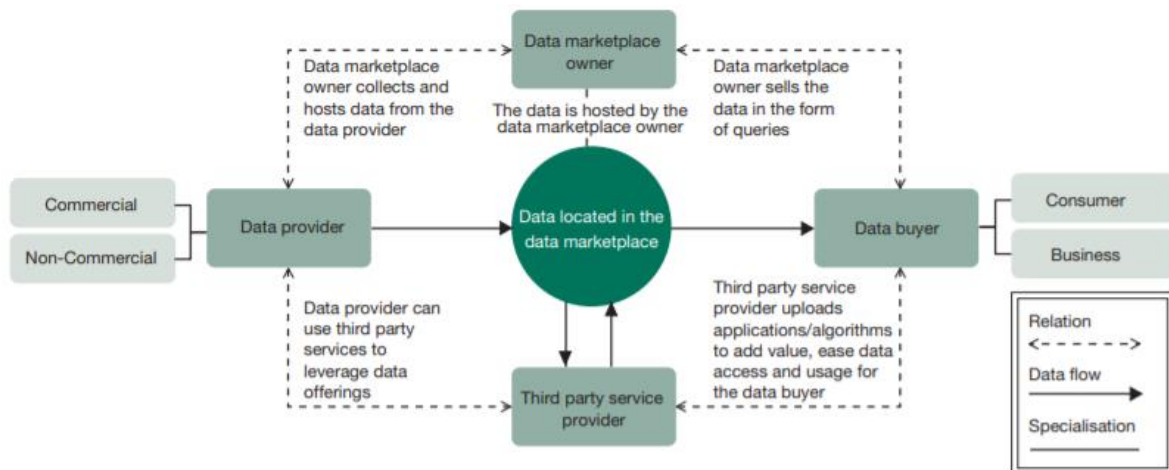 Data marketplace
owner
Data marketplace
owner collects and
hosts data from the
data provider
The data is hosted by the
data marketplace owner
Data marketplace
owner sells the
data in the form
of queries
Commercial
Non-Commercial
Data provider
Data located in the
data marketplace
Data buyer
Consumer
Business
Data provider can
use third party
services to
leverage data
offerings
Third party service
provider
Third party service
provider uploads
applications/algorithms
to add value, ease data
access and usage for
the data buyer
Relation
Data flow
Specialisation